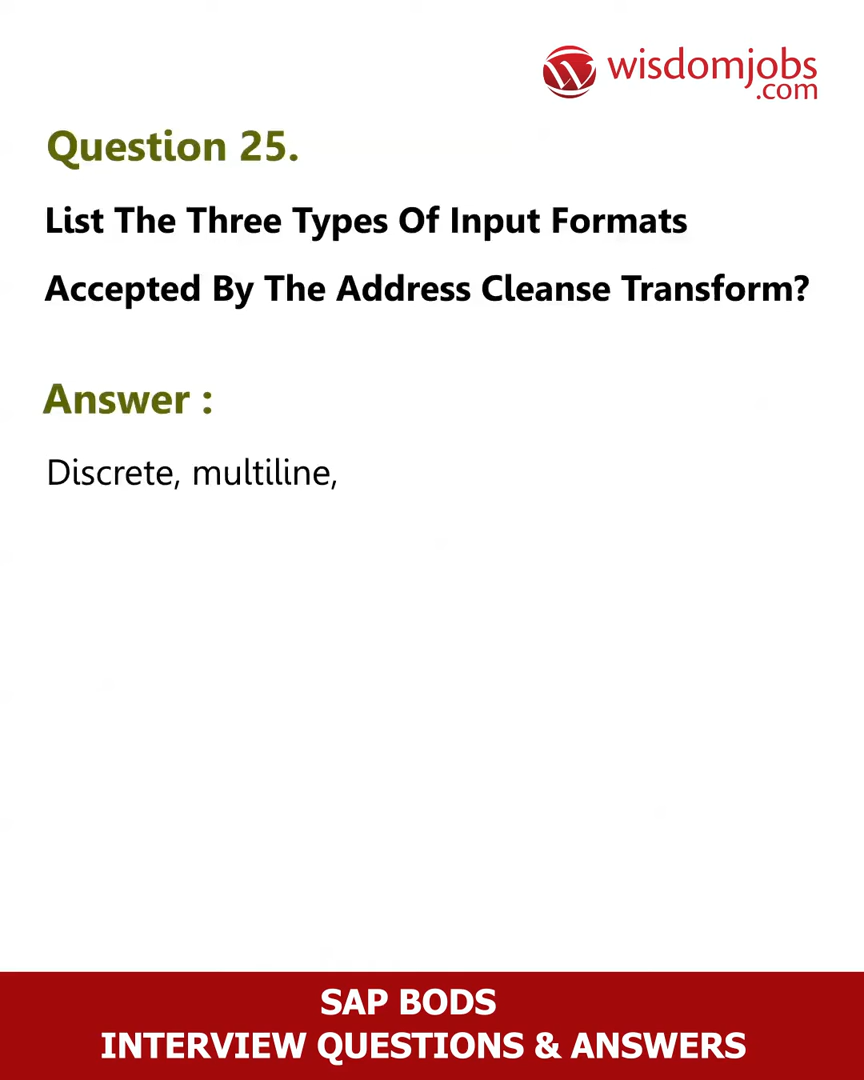 wisdomjobs
.com
Question 25.
List The Three Types Of Input Formats
Accepted By The Address Cleanse Transform?
Answer :
Discrete, multiline,
SAP BODS
INTERVIEW QUESTIONS & ANSWERS